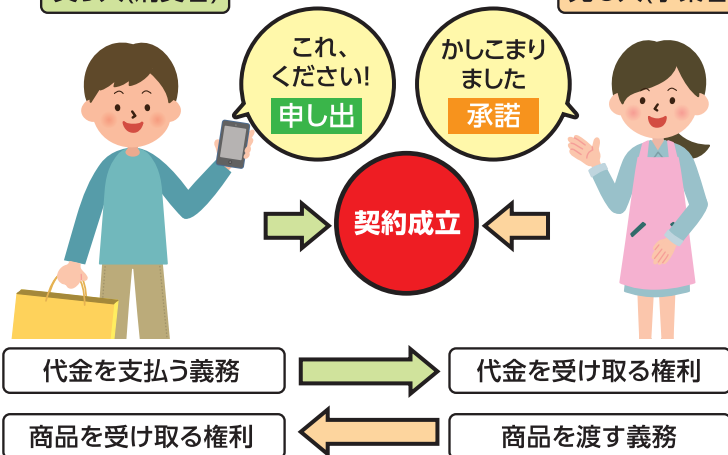 これ、
ください!
申し出
かしこまり
ました
承諾
契約成立
代金を支払う義務
代金を受け取る権利
商品を受け取る権利
商品を渡す義務